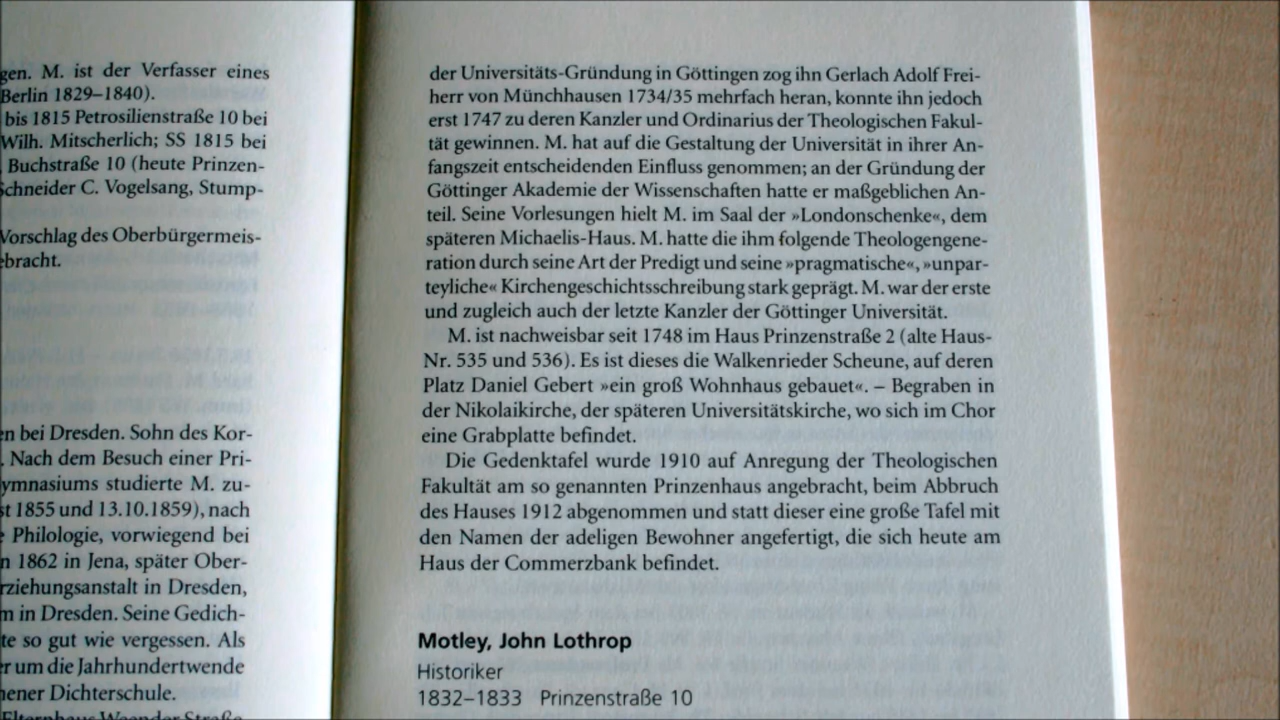 gen. M. ist der Verfasser eines
Berlin 1829–1840).
bis 1815 Petrosilienstraße 10 bei
Wilh. Mitscherlich; SS 1815 bei
Buchstraße 10 (heute Prinzen-
Schneider C. Vogelsang, Stump-
Vorschlag des Oberbürgermeis-
ebracht.
en bei Dresden. Sohn des Kor-
. Nach dem Besuch einer Pri-
ymnasiums studierte M. zu-
st 1855 und 13.10.1859), nach
Philologie, vorwiegend bei
n 1862 in Jena, später Ober-
rziehungsanstalt in Dresden,
m in Dresden. Seine Gedich-
te so gut wie vergessen. Als
er um die Jahrhundertwende
hener Dichterschule.
Elternhaus Weender Straße
der Universitäts-Gründung in Göttingen zog ihn Gerlach Adolf Frei-
herr von Münchhausen 1734/35 mehrfach heran, konnte ihn jedoch
erst 1747 zu deren Kanzler und Ordinarius der Theologischen Fakul-
tät gewinnen. M. hat auf die Gestaltung der Universität in ihrer An-
fangszeit entscheidenden Einfluss genommen; an der Gründung der
Göttinger Akademie der Wissenschaften hatte er maßgeblichen An-
teil. Seine Vorlesungen hielt M. im Saal der »Londonschenke«, dem
späteren Michaelis-Haus. M. hatte die ihm folgende Theologengene-
ration durch seine Art der Predigt und seine »pragmatische«, »unpar-
teyliche« Kirchengeschichtsschreibung stark geprägt. M. war der erste
und zugleich auch der letzte Kanzler der Göttinger Universität.
M. ist nachweisbar seit 1748 im Haus Prinzenstraße 2 (alte Haus-
Nr. 535 und 536). Es ist dieses die Walkenrieder Scheune, auf deren
Platz Daniel Gebert »ein groß Wohnhaus gebauet«. – Begraben in
der Nikolaikirche, der späteren Universitätskirche, wo sich im Chor
eine Grabplatte befindet.
Die Gedenktafel wurde 1910 auf Anregung der Theologischen
Fakultät am so genannten Prinzenhaus angebracht, beim Abbruch
des Hauses 1912 abgenommen und statt dieser eine große Tafel mit
den Namen der adeligen Bewohner angefertigt, die sich heute am
Haus der Commerzbank befindet.
Motley, John Lothrop
Historiker
1832–1833 Prinzenstraße 10